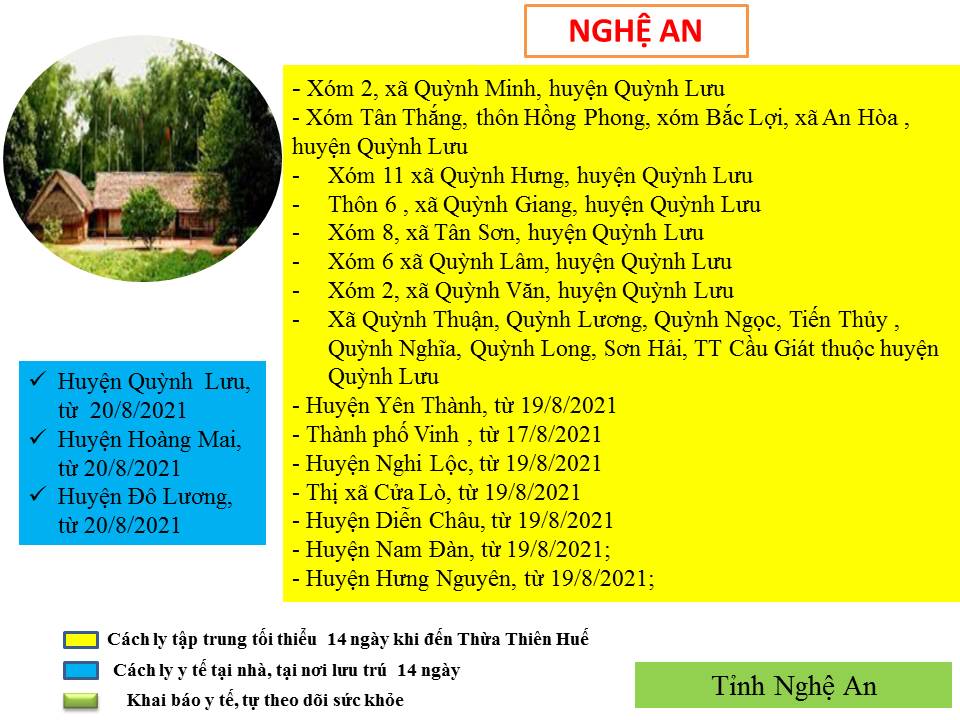 NGHỆ AN
- Xóm 2, xã Quỳnh Minh, huyện Quỳnh Lưu
- Xóm Tân Thắng, thôn Hồng Phong, xóm Bắc Lợi, xã An Hòa ,
huyện Quỳnh Lưu
- Xóm 11 xã Quỳnh Hưng, huyện Quỳnh Lưu
- Thôn 6 , xã Quỳnh Giang, huyện Quỳnh Lưu
- Xóm 8, xã Tân Sơn, huyện Quỳnh Lưu
- Xóm 6 xã Quỳnh Lâm, huyện Quỳnh Lưu
- Xóm 2, xã Quỳnh Văn, huyện Quỳnh Lưu
- Xã Quỳnh Thuận, Quỳnh Lương, Quỳnh Ngọc, Tiến Thủy ,
Quỳnh Nghĩa, Quỳnh Long, Sơn Hải, TT Cầu Giát thuộc huyện
Quỳnh Lưu
- Huyện Yên Thành, từ 19/8/2021
- Thành phố Vinh , từ 17/8/2021
- Huyện Nghi Lộc, từ 19/8/2021
- Thị xã Cửa Lò, từ 19/8/2021
- Huyện Diễn Châu, từ 19/8/2021
- Huyện Nam Đàn, từ 19/8/2021;
- Huyện Hưng Nguyên, từ 19/8/2021;
✓ Huyện Quỳnh Lưu,
từ 20/8/2021
✓ Huyện Hoàng Mai,
từ 20/8/2021
✓ Huyện Đô Lương,
từ 20/8/2021
Cách ly tập trung tối thiểu 14 ngày khi đến Thừa Thiên Huế
Cách ly y tế tại nhà, tại nơi lưu trú 14 ngày
Khai báo y tế, tự theo dõi sức khỏe
Tỉnh Nghệ An